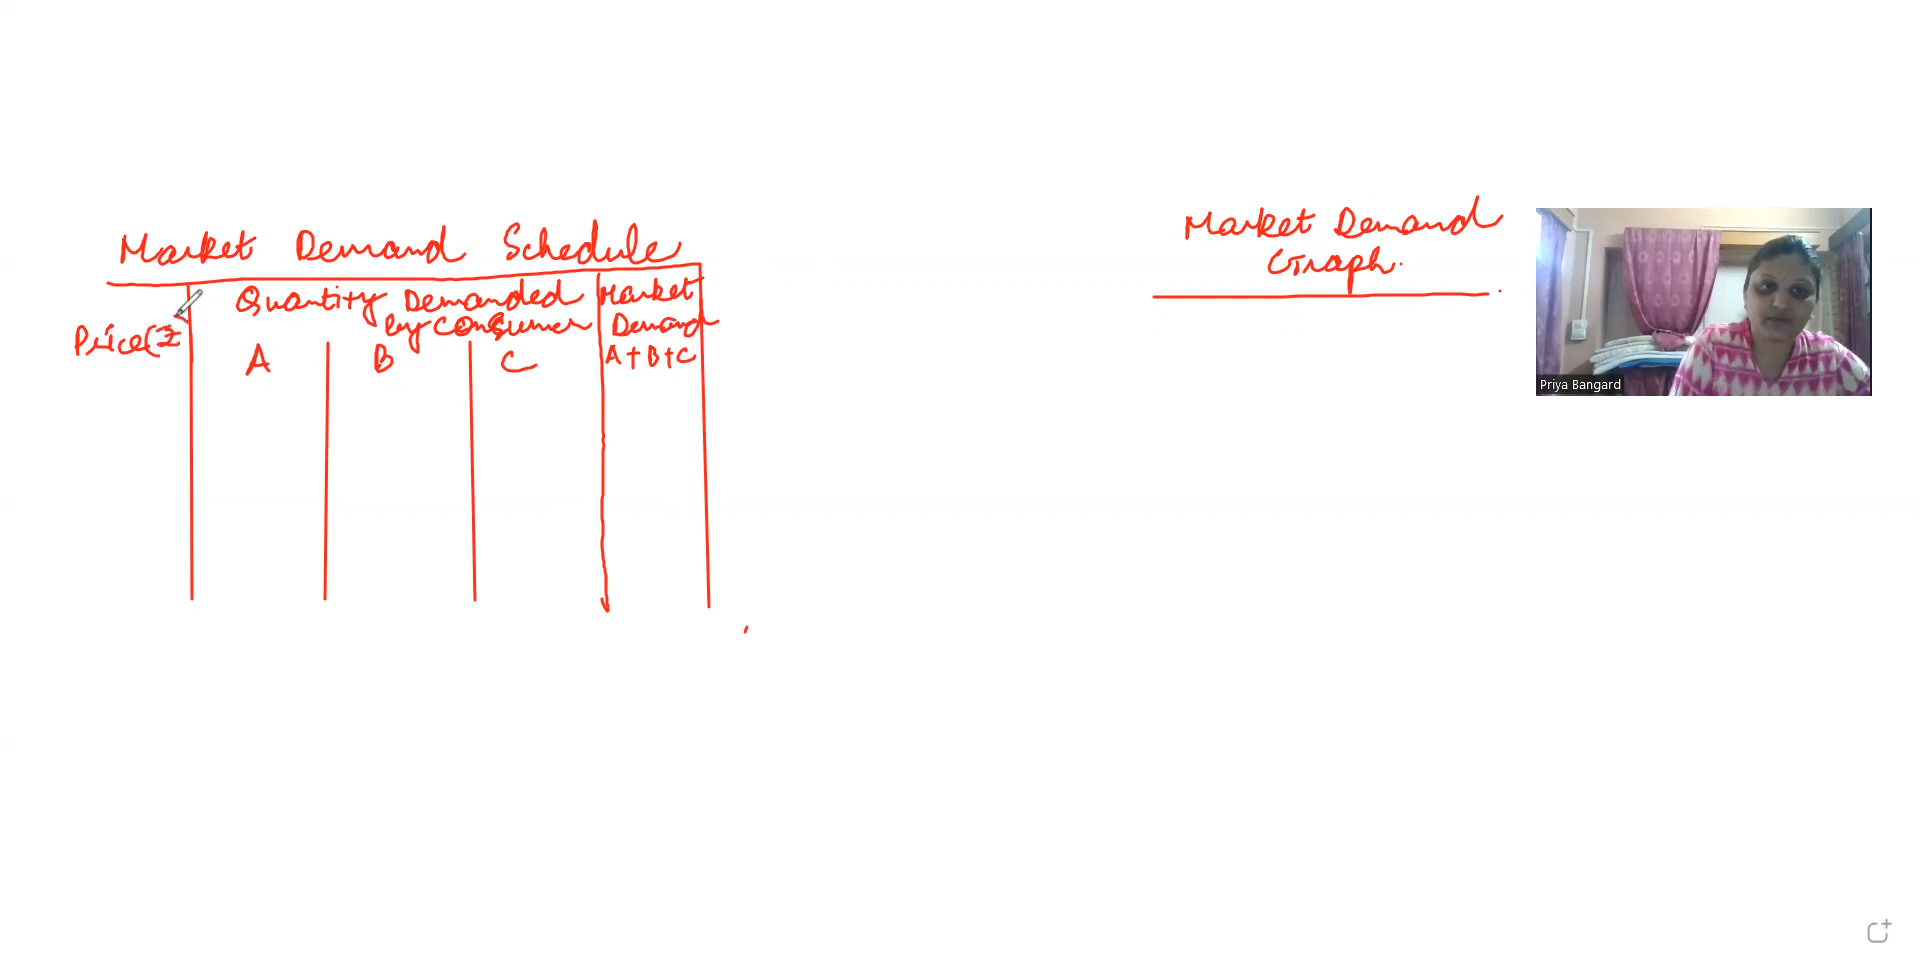 Market Demand Schedule
Quantity Demanded
by Consumer
Market
Demand
A+B+C
Price(₹
A
B
C
Market Demand
Graph.
Priya Bangard